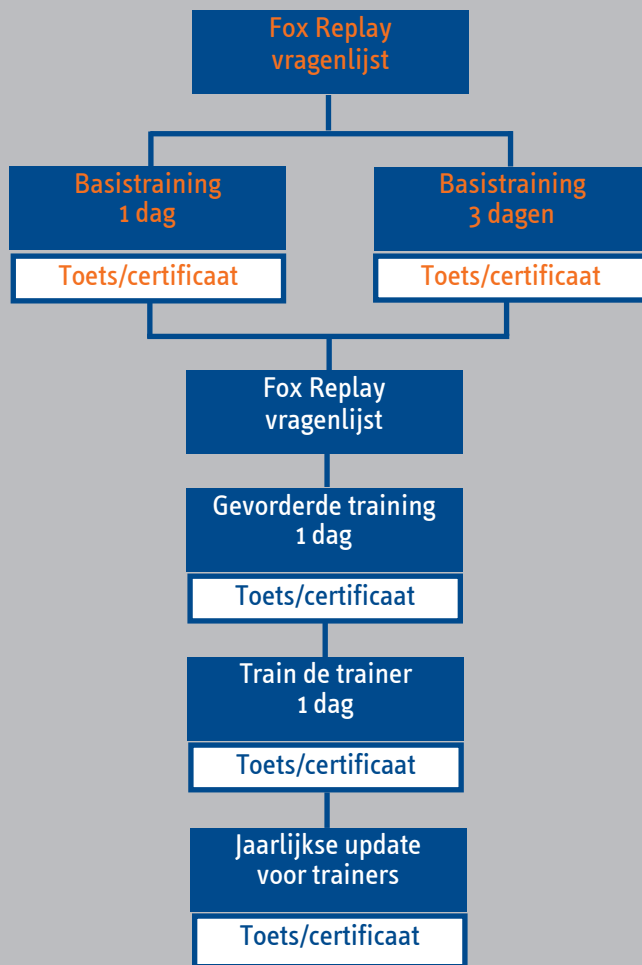 Fox Replay
vragenlijst
Basistraining
1 dag
Toets/certificaat
Basistraining
3 dagen
Toets/certificaat
Fox Replay
vragenlijst
Gevorderde training
1 dag
Toets/certificaat
Train de trainer
1 dag
Toets/certificaat
Jaarlijkse update
voor trainers
Toets/certificaat